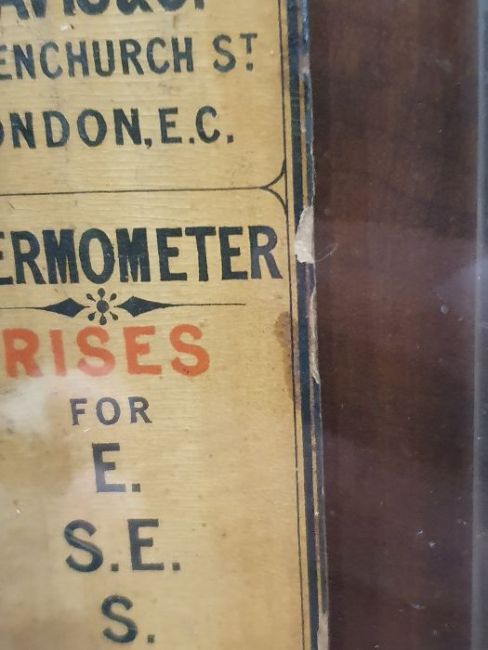 ENCHURCH ST
ONDON, E.C.
ERMOMETER
RISES
FOR
E.
S.E.
S.